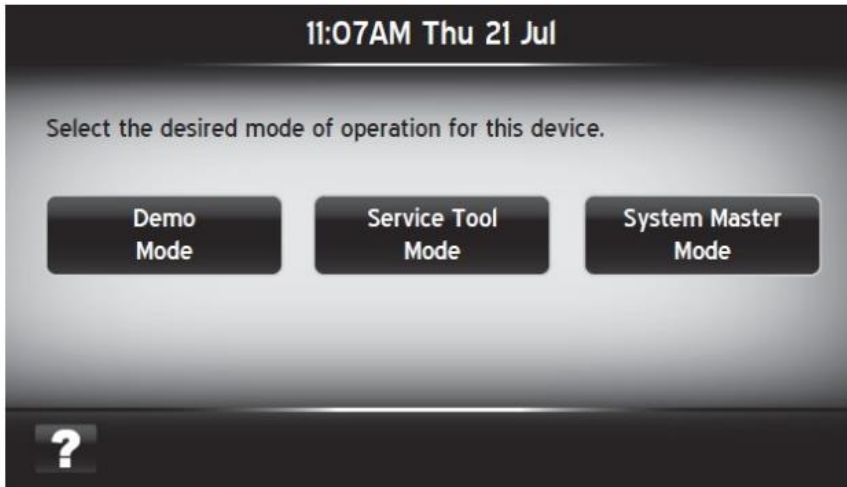 11:07AM Thu 21 Jul
Select the desired mode of operation for this device.
Demo
Mode
Service Tool
Mode
System Master
Mode
?